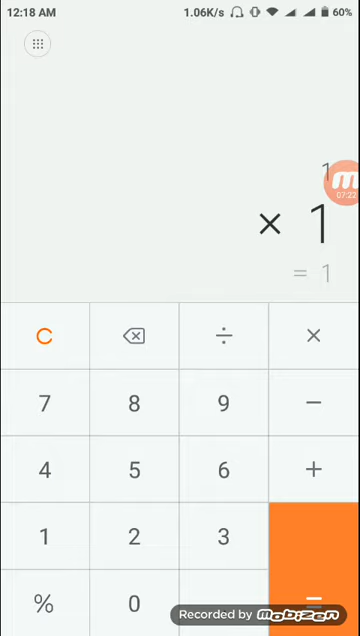 12:18 AM 1.06K/s 60%
1
07:22
× 1
= 1
C ÷ ×
7 8 9 −
4 5 6 +
1 2 3
% 0 =
Recorded by mobizen